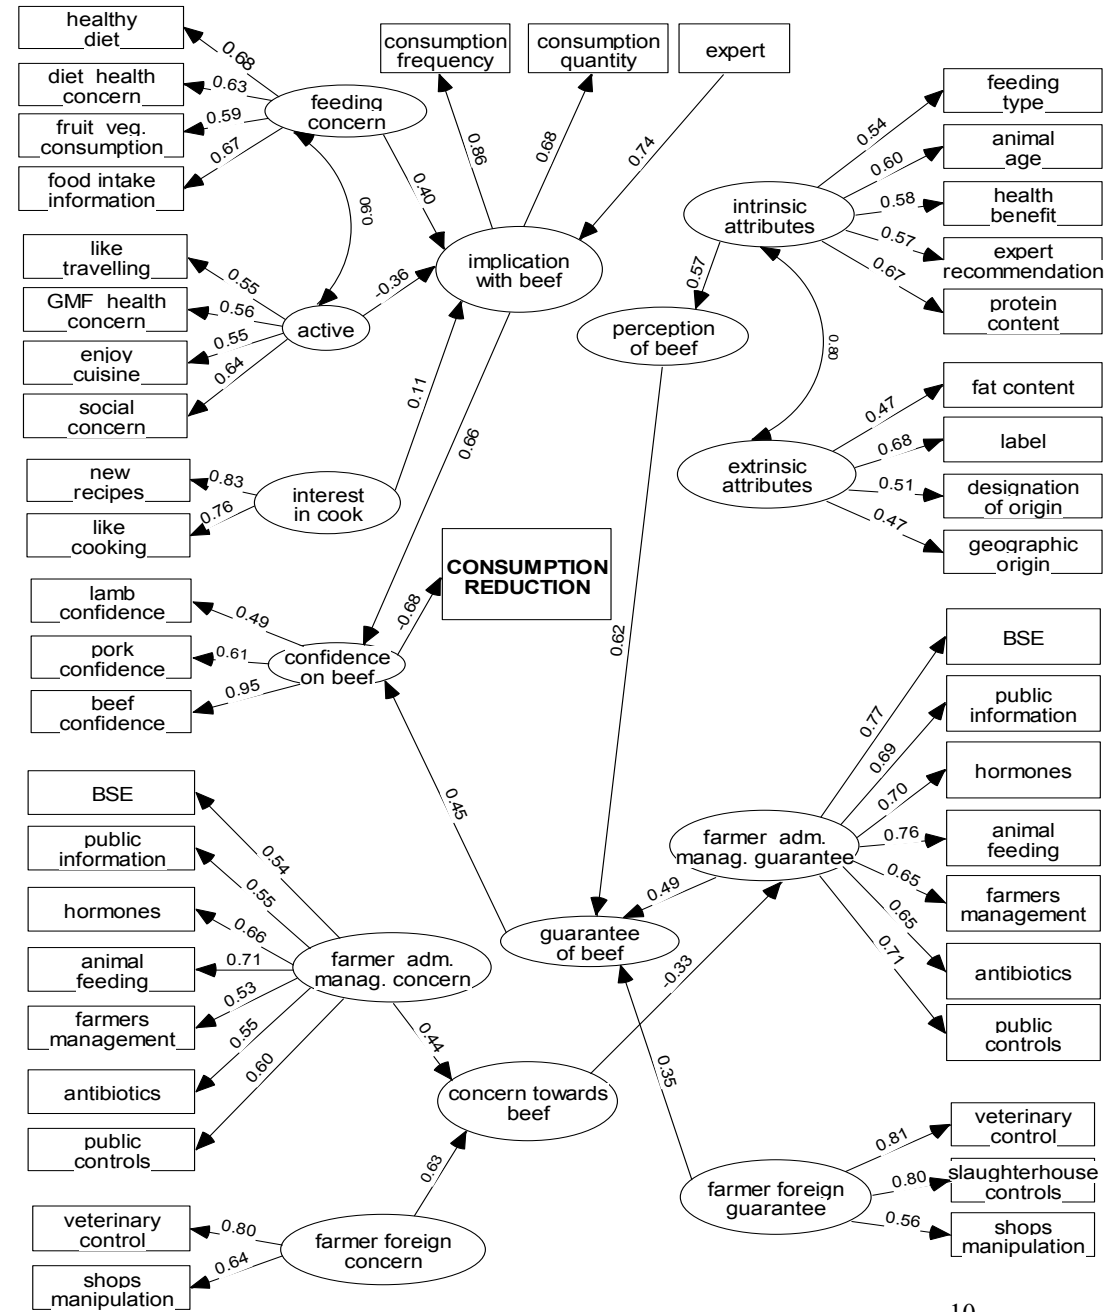 healthy
diet
diet health
concern
fruit veg.
consumption
food intake
information
0.68
0.63
0.59
0.67
feeding
concern
consumption
frequency
consumption
quantity
expert
0.86
0.68
0.74
0.40
0.90
like
travelling
GMF health
concern
enjoy
cuisine
social
concern
0.55
0.56
0.55
0.64
active
-0.36
implication
with beef
0.11
0.66
new
recipes
like
cooking
0.83
0.76
interest
in cook
feeding
type
animal
age
health
benefit
expert
recommendation
protein
content
0.54
0.60
0.58
0.57
0.67
intrinsic
attributes
0.57
perception
of beef
0.80
fat content
label
designation
of origin
geographic
origin
0.47
0.68
0.51
0.47
extrinsic
attributes
CONSUMPTION
REDUCTION
-0.68
lamb
confidence
pork
confidence
beef
confidence
0.49
0.61
0.95
confidence
on beef
0.62
0.45
BSE
public
information
hormones
animal
feeding
farmers
management
antibiotics
public
controls
0.77
0.69
0.70
0.76
0.65
0.65
0.71
farmer adm.
manag. guarantee
0.49
guarantee
of beef
-0.33
0.35
BSE
public
information
hormones
animal
feeding
farmers
management
antibiotics
public
controls
0.54
0.55
0.66
0.71
0.53
0.55
0.60
farmer adm.
manag. concern
0.44
concern towards
beef
0.63
veterinary
control
shops
manipulation
0.80
0.64
farmer foreign
concern
farmer foreign
guarantee
0.81
0.80
0.56
veterinary
control
slaughterhouse
controls
shops
manipulation
10